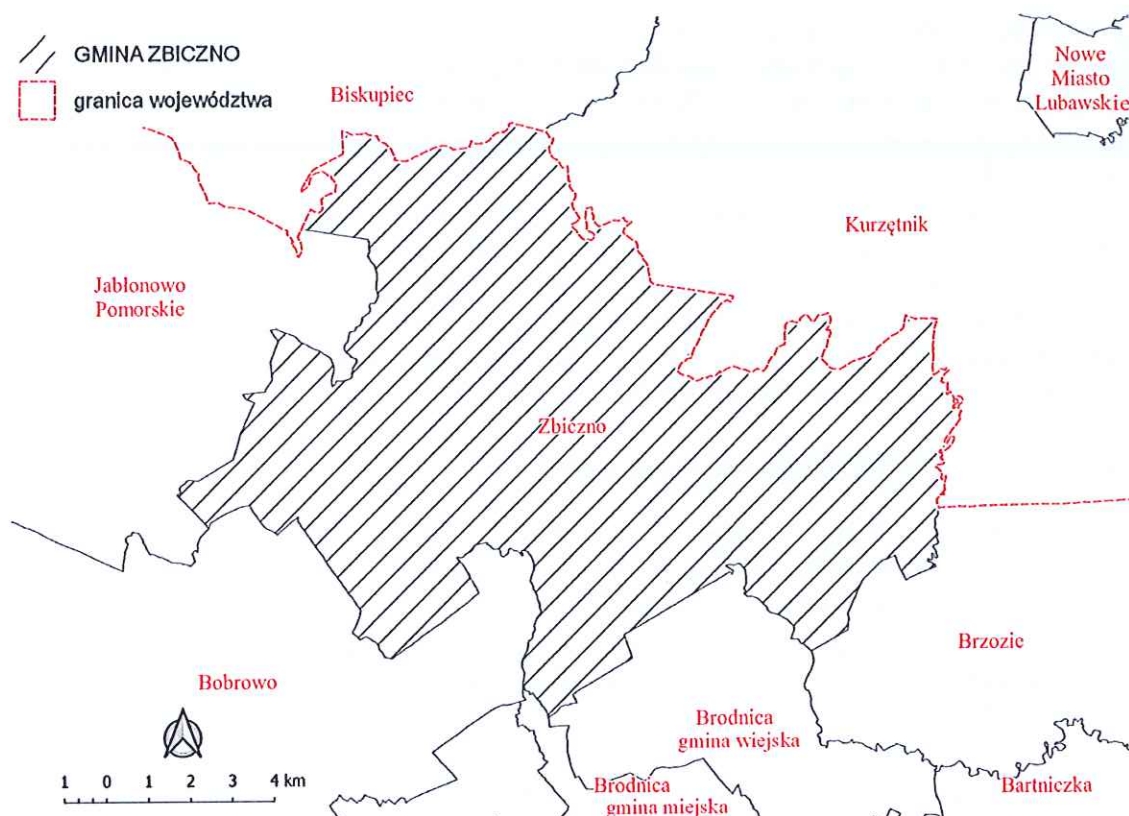 GMINA ZBICZNO
granica województwa
Biskupiec
Nowe
Miasto
Lubawskie
Kurzętnik
Jabłonowo
Pomorskie
Zbiczno
Brzozie
Bobrowo
Brodnica
gmina wiejska
Brodnica
gmina miejska
Bartniczka
1 0 1 2 3 4 km